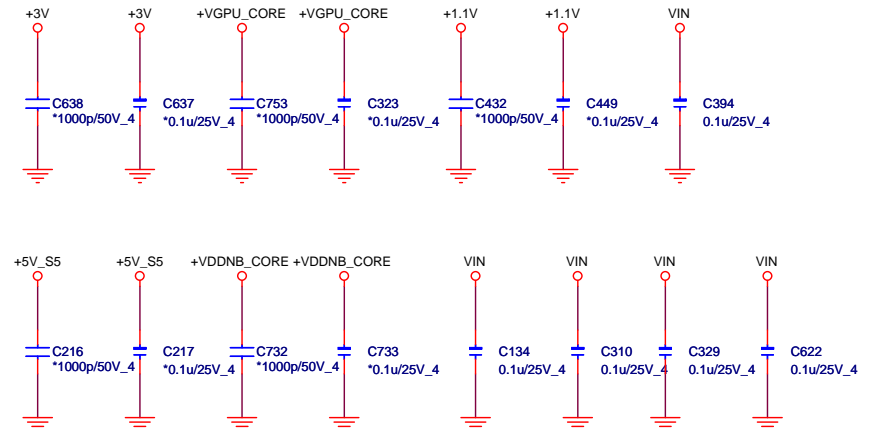 +3V +3V +VGPU_CORE +VGPU_CORE +1.1V +1.1V VIN
C638 C637 C753 C323 C432 C449 C394
*1000p/50V_4 *0.1u/25V_4 *1000p/50V_4 *0.1u/25V_4 *1000p/50V_4 *0.1u/25V_4 0.1u/25V_4
+5V_S5 +5V_S5 +VDDNB_CORE +VDDNB_CORE VIN VIN VIN VIN
C216 C217 C732 C733 C134 C310 C329 C622
*1000p/50V_4 *0.1u/25V_4 *1000p/50V_4 *0.1u/25V_4 0.1u/25V_4 0.1u/25V_4 0.1u/25V_4 0.1u/25V_4